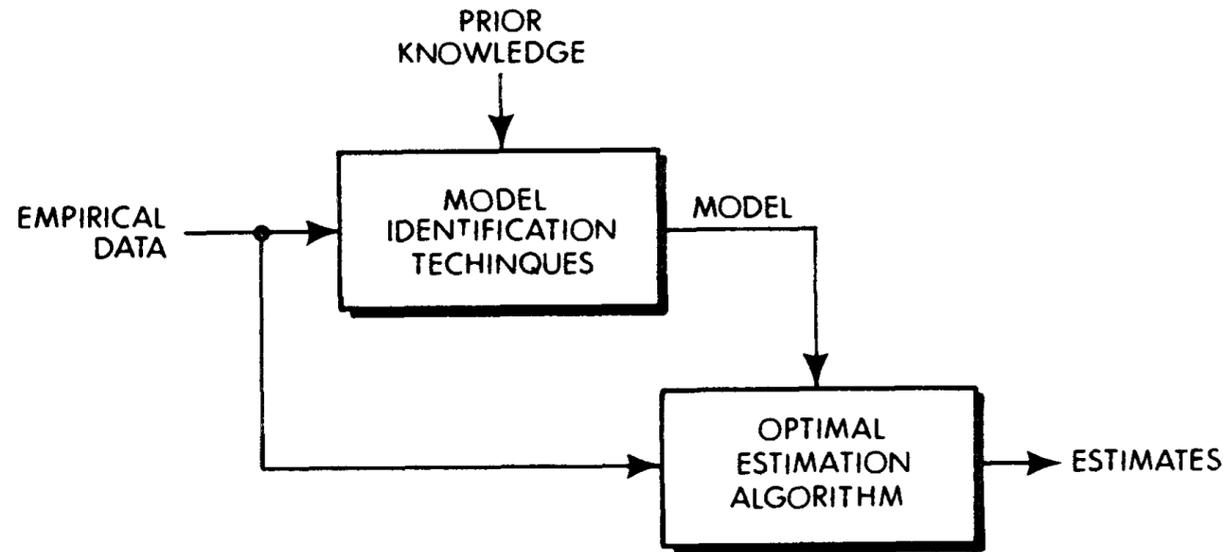 PRIOR
KNOWLEDGE
EMPIRICAL
DATA
MODEL
IDENTIFICATION
TECHINQUES
MODEL
OPTIMAL
ESTIMATION
ALGORITHM
ESTIMATES